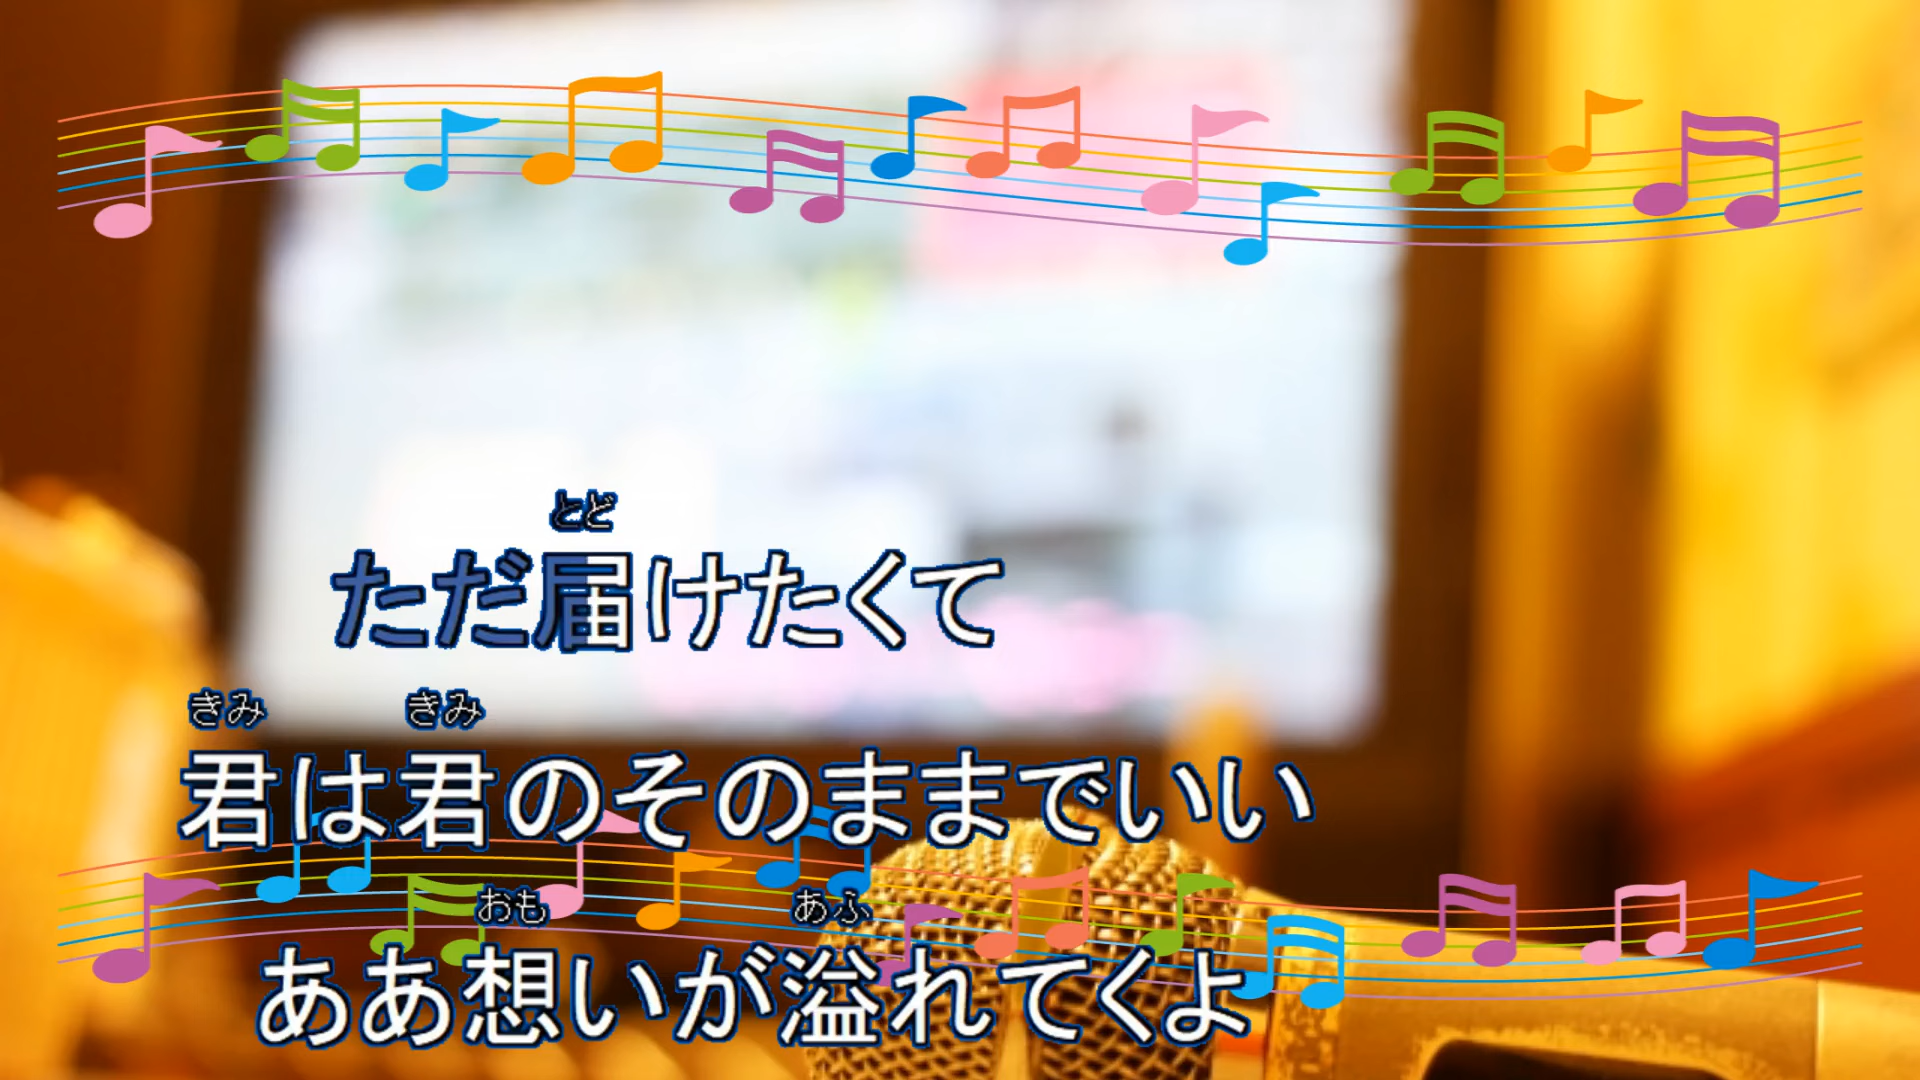 とど
ただ届けたくて
きみ きみ
君は君のそのままでいい
おも あふ
ああ想いが溢れてくよ